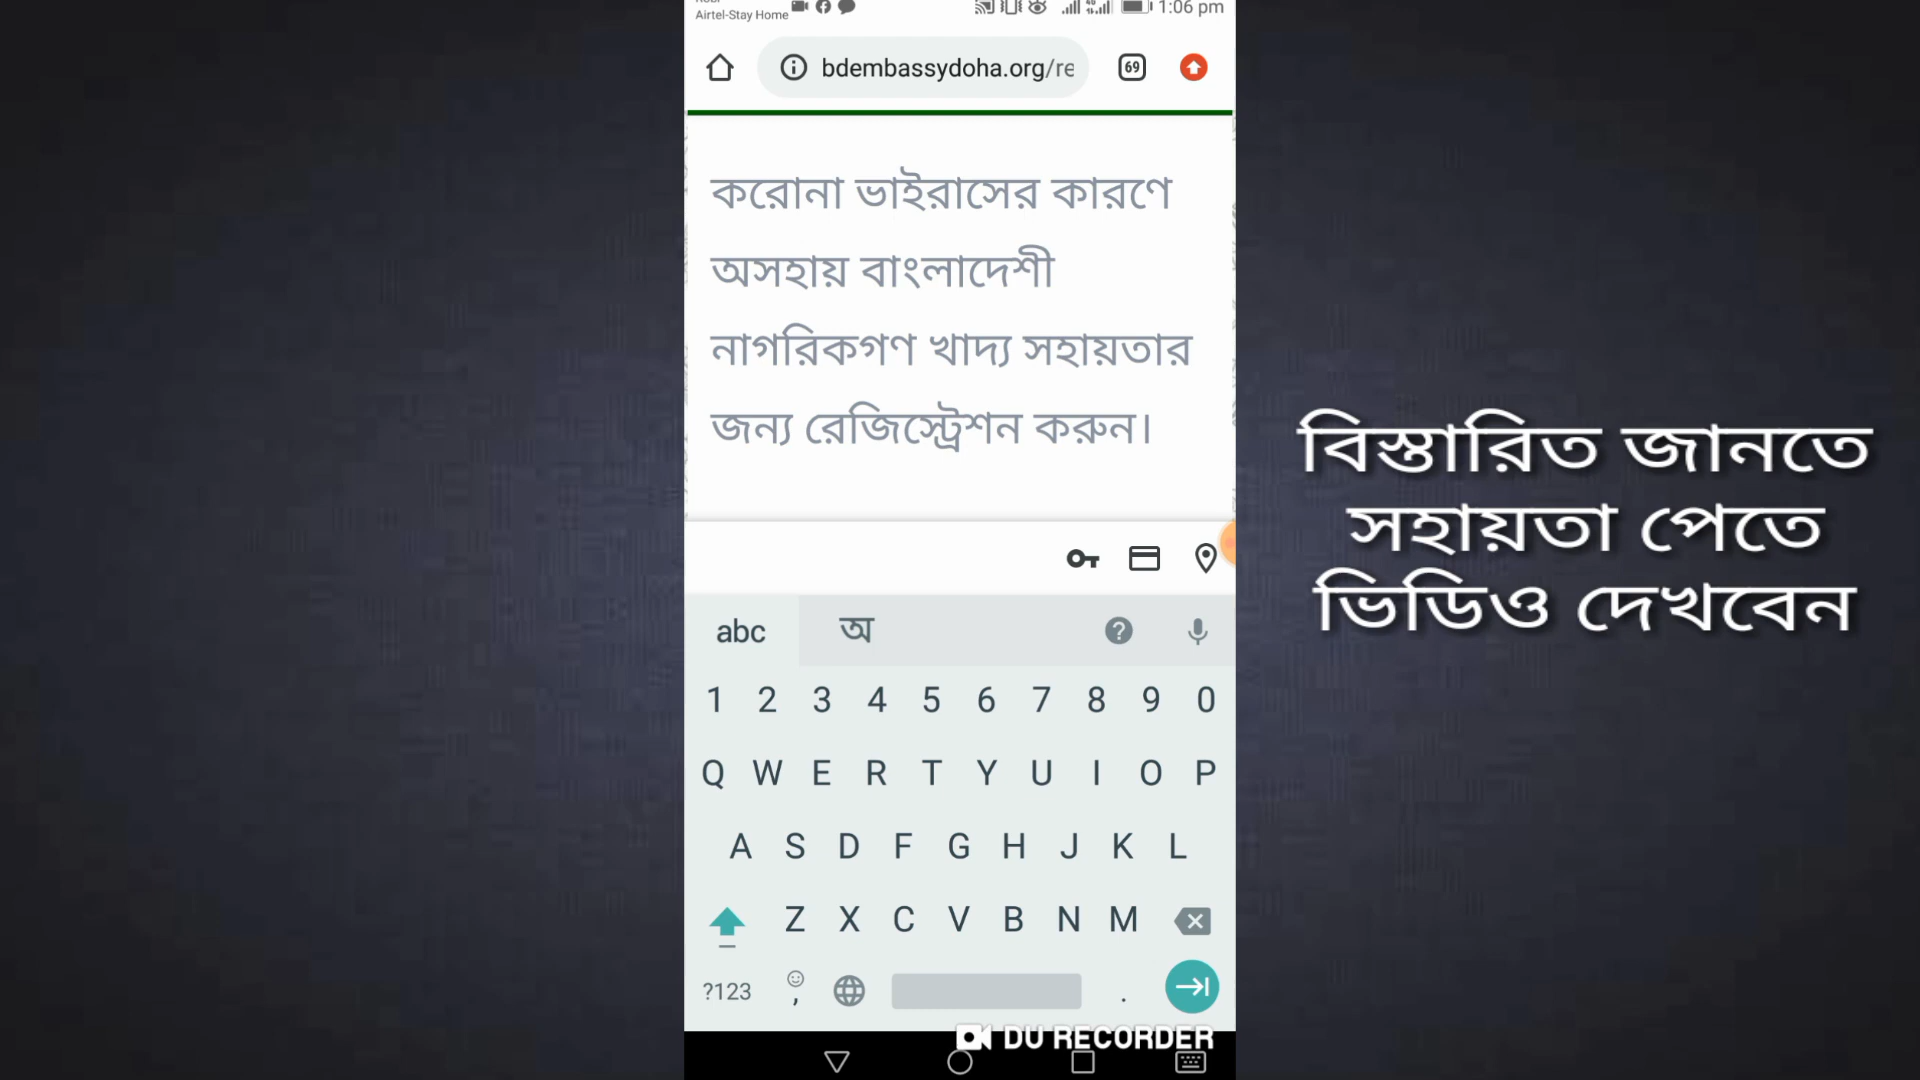 Airtel-Stay Home
1:06 pm
bdembassydoha.org/re
69
করোনা ভাইরাসের কারণে
অসহায় বাংলাদেশী
নাগরিকগণ খাদ্য সহায়তার
জন্য রেজিস্ট্রেশন করুন।
বিস্তারিত জানতে
সহায়তা পেতে
ভিডিও দেখবেন
abc অ
1 2 3 4 5 6 7 8 9 0
Q W E R T Y U I O P
A S D F G H J K L
Z X C V B N M
?123 , .
DU RECORDER